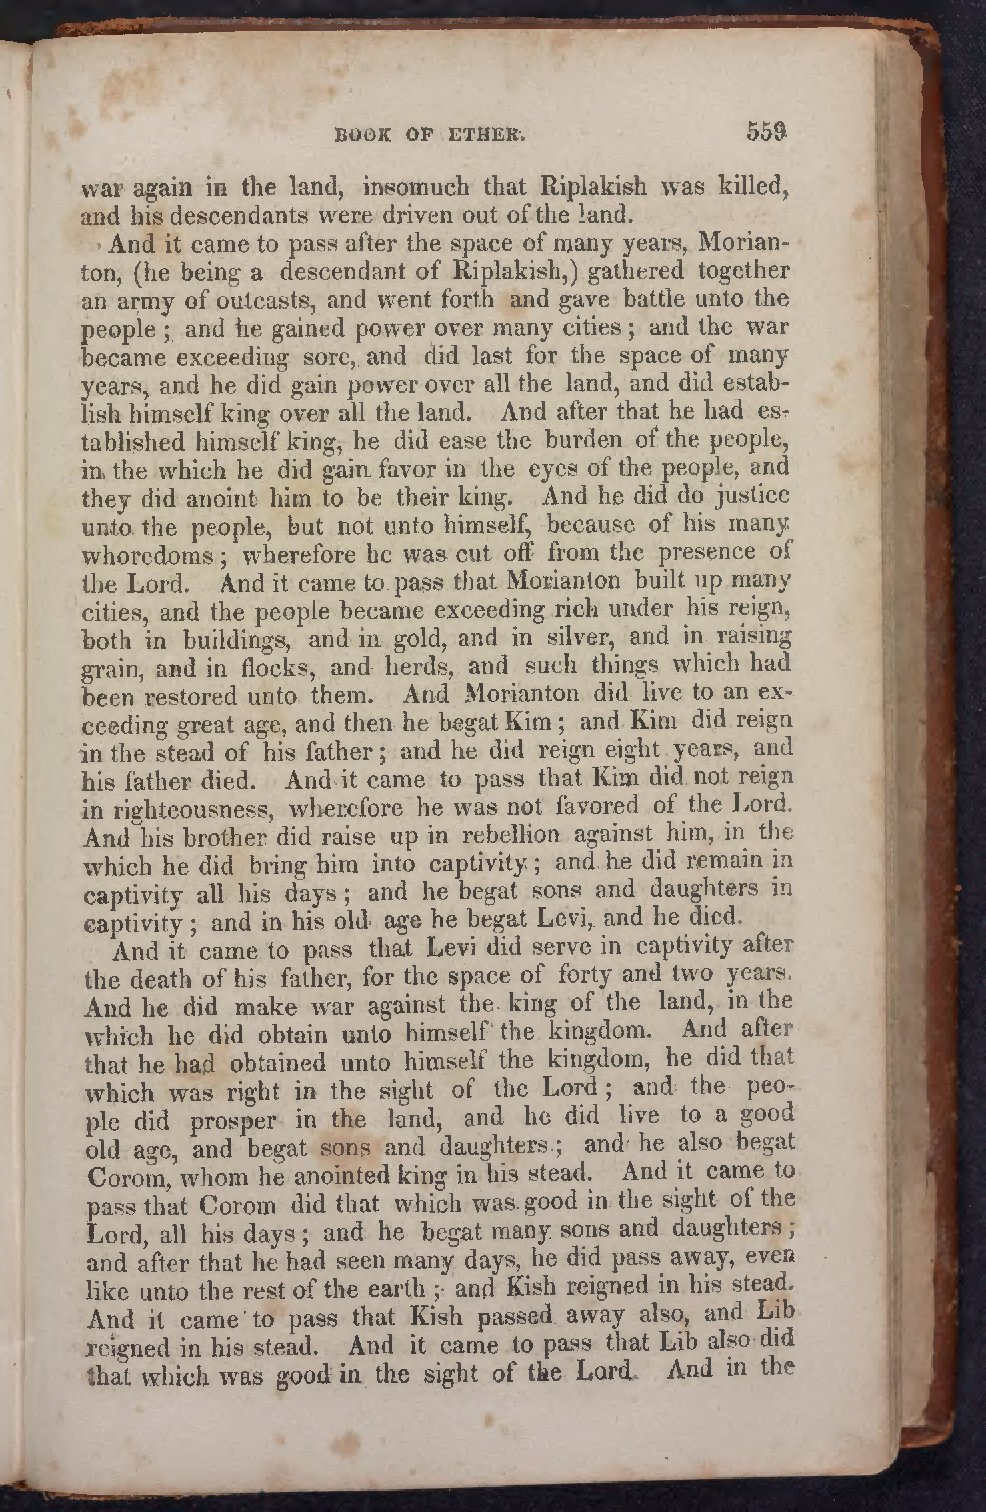 BOOK OF ETHER. 559
war again in the land, insomuch that Riplakish was killed,
and his descendants were driven out of the land.
And it came to pass after the space of many years, Morian-
ton, (he being a descendant of Riplakish,) gathered together
an army of outcasts, and went forth and gave battle unto the
people; and he gained power over many cities; and the war
became exceeding sore, and did last for the space of many
years, and he did gain power over all the land, and did estab-
lish himself king over all the land. And after that he had es-
tablished himself king, he did ease the burden of the people,
in the which he did gain favor in the eyes of the people, and
they did anoint him to be their king. And he did do justice
unto the people, but not unto himself, because of his many
whoredoms; wherefore he was cut off from the presence of
the Lord. And it came to pass that Morianton built up many
cities, and the people became exceeding rich under his reign,
both in buildings, and in gold, and in silver, and in raising
grain, and in flocks, and herds, and such things which had
been restored unto them. And Morianton did live to an ex-
ceeding great age, and then he begat Kim; and Kim did reign
in the stead of his father; and he did reign eight years, and
his father died. And it came to pass that Kim did not reign
in righteousness, wherefore he was not favored of the Lord.
And his brother did raise up in rebellion against him, in the
which he did bring him into captivity; and he did remain in
captivity all his days; and he begat sons and daughters in
captivity; and in his old age he begat Levi, and he died.
And it came to pass that Levi did serve in captivity after
the death of his father, for the space of forty and two years.
And he did make war against the king of the land, in the
which he did obtain unto himself the kingdom. And after
that he had obtained unto himself the kingdom, he did that
which was right in the sight of the Lord; and the peo-
ple did prosper in the land, and he did live to a good
old age, and begat sons and daughters; and he also begat
Corom, whom he anointed king in his stead. And it came to
pass that Corom did that which was good in the sight of the
Lord, all his days; and he begat many sons and daughters;
and after that he had seen many days, he did pass away, even
like unto the rest of the earth; and Kish reigned in his stead.
And it came to pass that Kish passed away also, and Lib
reigned in his stead. And it came to pass that Lib also did
that which was good in the sight of the Lord. And in the